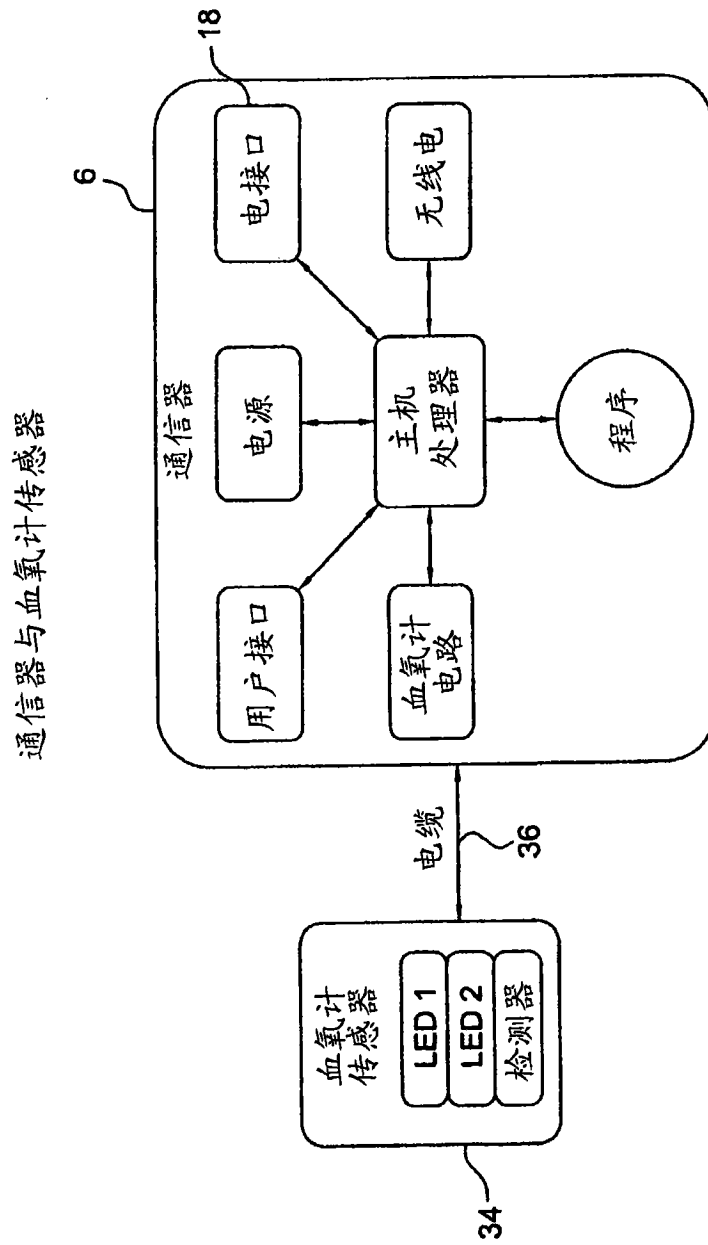 通信器与血氧计传感器
6
通信器
用户接口
电源
电接口
18
血氧计
电路
主机
处理器
无线电
程序
电缆
36
血氧计
传感器
LED 1
LED 2
检测器
34